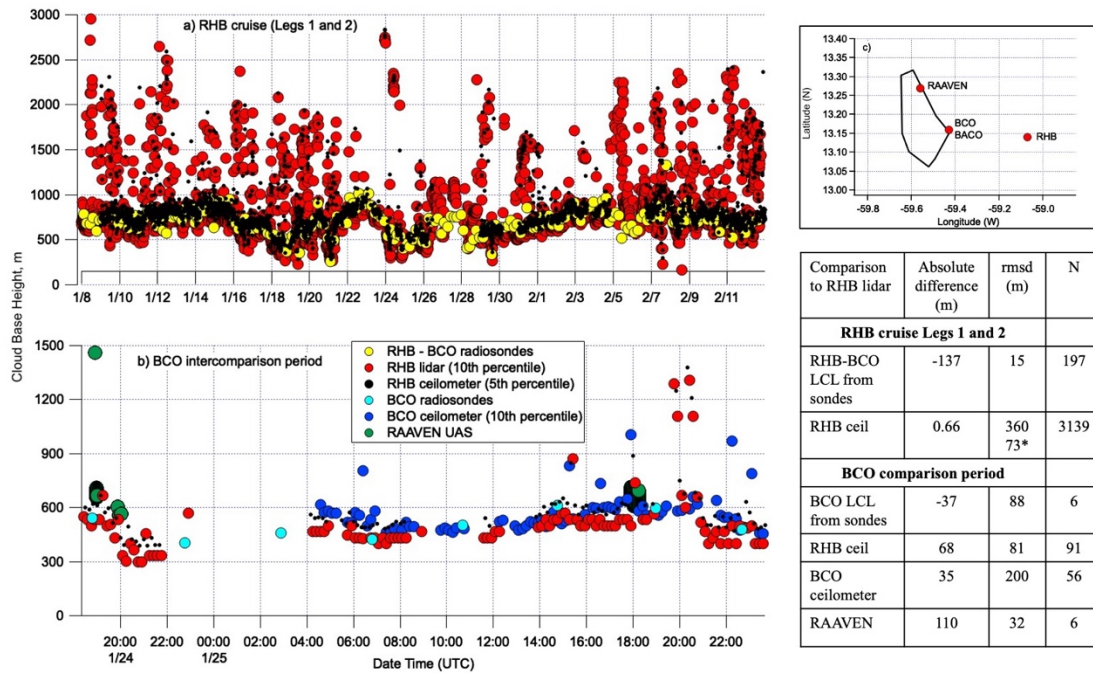 a) RHB cruise (Legs 1 and 2)
3000
2500
2000
1500
1000
500
0
1/8
1/10
1/12
1/14
1/16
1/18
1/20
1/22
1/24
1/26
1/28
1/30
2/1
2/3
2/5
2/7
2/9
2/11
Cloud Base Height, m
b) BCO intercomparison period
1500
1200
900
600
300
0
RHB - BCO radiosondes
RHB lidar (10th percentile)
RHB ceilometer (5th percentile)
BCO radiosondes
BCO ceilometer (10th percentile)
RAAVEN UAS
20:00
1/24
22:00
00:00
1/25
02:00
04:00
06:00
08:00
10:00
12:00
14:00
16:00
18:00
20:00
22:00
Date Time (UTC)
c)
13.40
13.35
13.30
13.25
13.20
13.15
13.10
13.05
13.00
Latitude (N)
RAAVEN
BCO
BACO
RHB
-59.8
-59.6
-59.4
-59.2
-59.0
Longitude (W)
Comparison to RHB lidar Absolute difference (m) rmsd (m) N
RHB cruise Legs 1 and 2
RHB-BCO LCL from sondes -137 15 197
RHB ceil 0.66 360 73* 3139
BCO comparison period
BCO LCL from sondes -37 88 6
RHB ceil 68 81 91
BCO ceilometer 35 200 56
RAAVEN 110 32 6